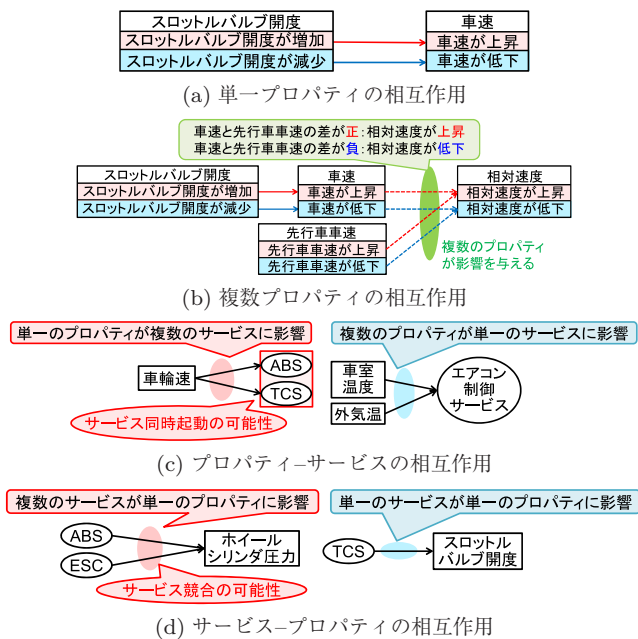 スロットルバルブ開度
車速
スロットルバルブ開度が増加
車速が上昇
スロットルバルブ開度が減少
車速が低下
(a) 単一プロパティの相互作用
車速と先行車車速の差が正：相対速度が上昇
車速と先行車車速の差が負：相対速度が低下
スロットルバルブ開度
車速
相対速度
スロットルバルブ開度が増加
車速が上昇
相対速度が上昇
スロットルバルブ開度が減少
車速が低下
相対速度が低下
先行車車速
先行車車速が上昇
先行車車速が低下
複数のプロパティ
が影響を与える
(b) 複数プロパティの相互作用
単一のプロパティが複数のサービスに影響
車輪速
ABS
TCS
サービス同時起動の可能性
複数のプロパティが単一のサービスに影響
車室
温度
外気温
エアコン
制御
サービス
(c) プロパティ–サービスの相互作用
複数のサービスが単一のプロパティに影響
ABS
ESC
ホイール
シリンダ圧力
サービス競合の可能性
単一のサービスが単一のプロパティに影響
TCS
スロットル
バルブ開度
(d) サービス–プロパティの相互作用